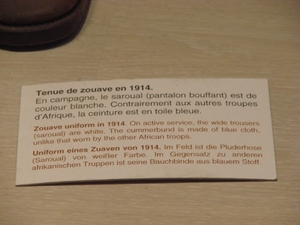 Tenue de zouave en 1914.
En campagne, le saroual (pantalon bouffant) est de
couleur blanche. Contrairement aux autres troupes
d'Afrique, la ceinture est en toile bleue.
Zouave uniform in 1914. On active service, the wide trousers
(saroual) are white. The cummerbund is made of blue cloth,
unlike that worn by the other African troops.
Uniform eines Zuaven von 1914. Im Feld ist die Pluderhose
(Saroual) von weißer Farbe. Im Gegensatz zu anderen
afrikanischen Truppen ist seine Bauchbinde aus blauem Stoff.